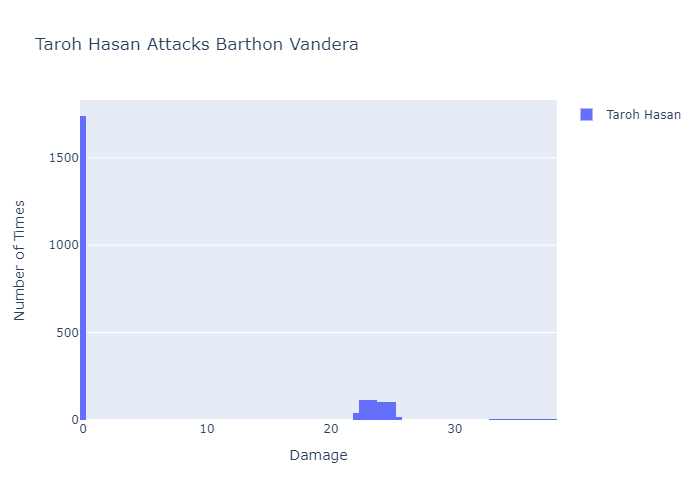 Taroh Hasan Attacks Barthon Vandera
Taroh Hasan
1500
1000
500
0
Number of Times
0 10 20 30
Damage